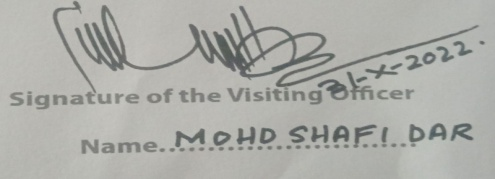 31-X-2022.
Signature of the Visiting Officer
Name..MOHD SHAFI DAR